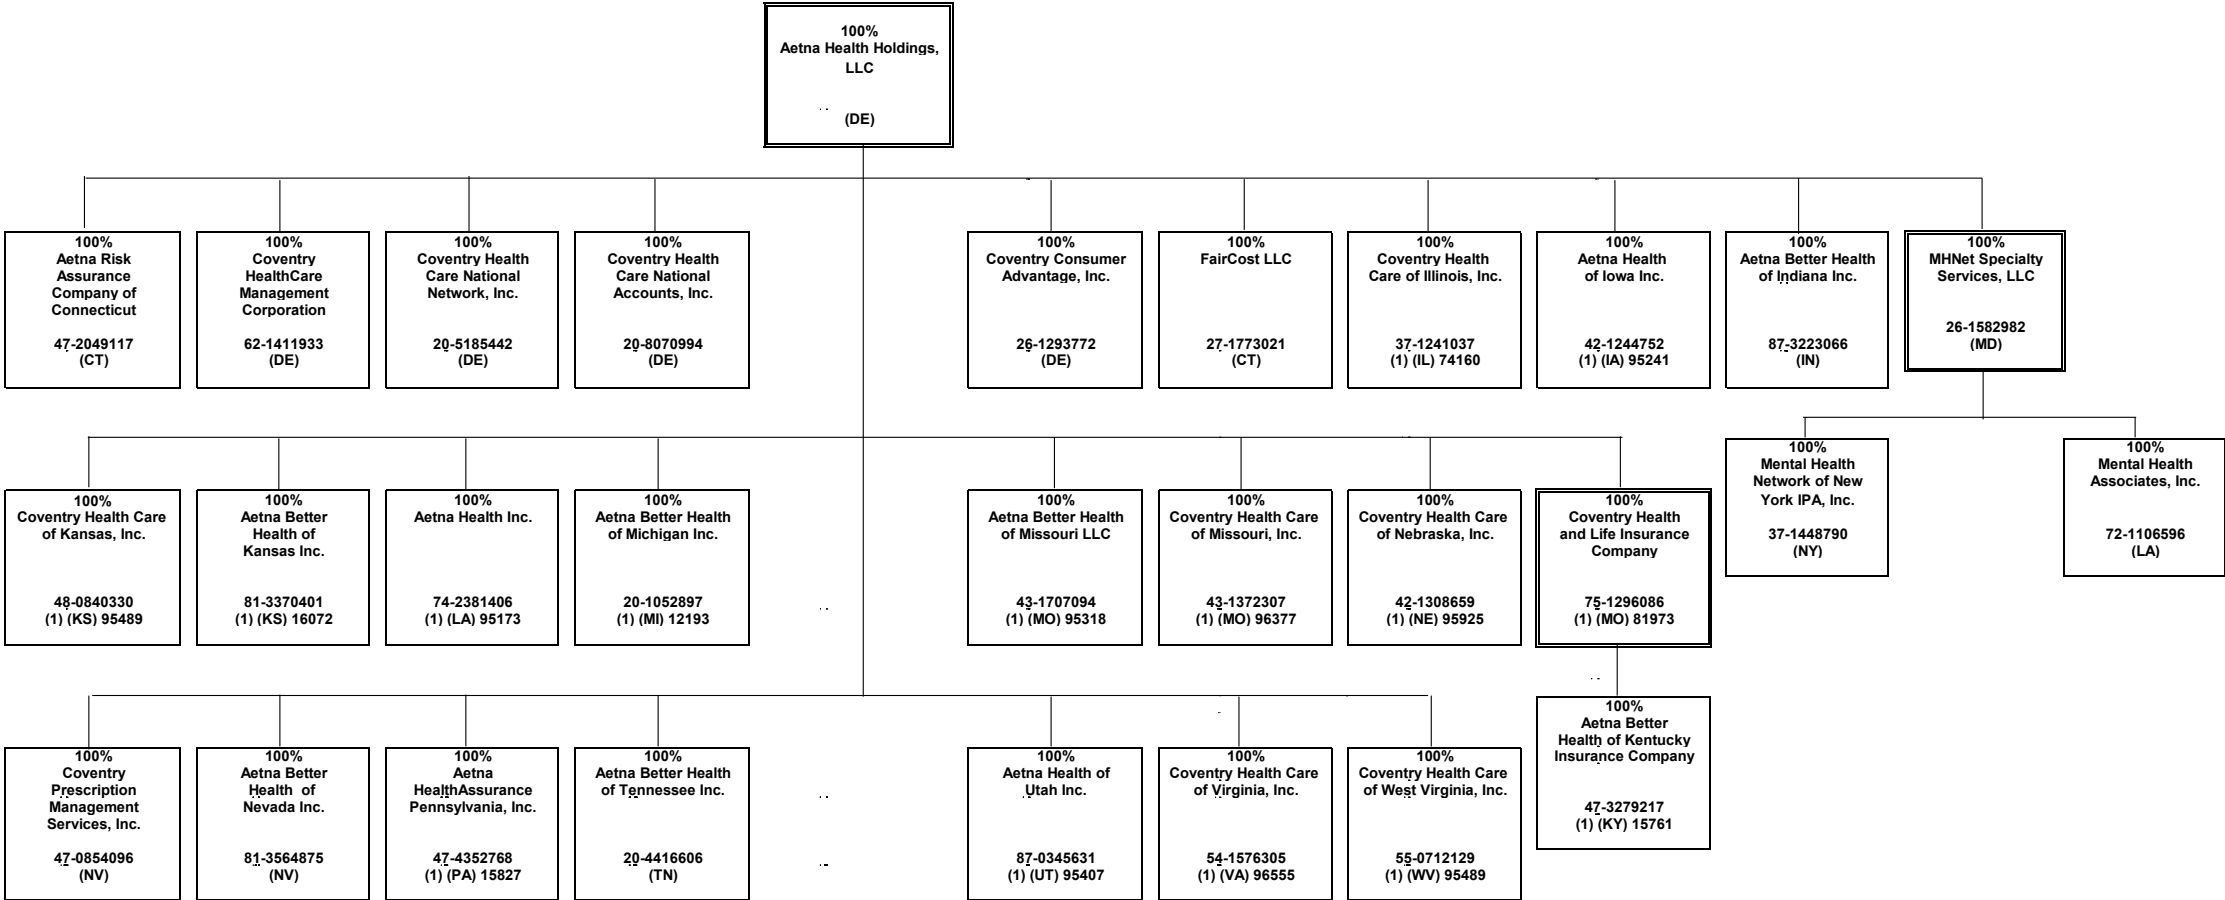 100%
Aetna Health Holdings,
LLC
(DE)
100%
Aetna Risk
Assurance
Company of
Connecticut
47-2049117
(CT)
100%
Coventry
HealthCare
Management
Corporation
62-1411933
(DE)
100%
Coventry Health
Care National
Network, Inc.
20-5185442
(DE)
100%
Coventry Health
Care National
Accounts, Inc.
20-8070994
(DE)
100%
Coventry Consumer
Advantage, Inc.
26-1293772
(DE)
100%
FairCost LLC
27-1773021
(CT)
100%
Coventry Health
Care of Illinois, Inc.
37-1241037
(1) (IL) 74160
100%
Aetna Health
of Iowa Inc.
42-1244752
(1) (IA) 95241
100%
Aetna Better Health
of Indiana Inc.
87-3223066
(IN)
100%
MHNet Specialty
Services, LLC
26-1582982
(MD)
100%
Mental Health
Network of New
York IPA, Inc.
37-1448790
(NY)
100%
Mental Health
Associates, Inc.
72-1106596
(LA)
100%
Coventry Health Care
of Kansas, Inc.
48-0840330
(1) (KS) 95489
100%
Aetna Better
Health of
Kansas Inc.
81-3370401
(1) (KS) 16072
100%
Aetna Health Inc.
74-2381406
(1) (LA) 95173
100%
Aetna Better Health
of Michigan Inc.
20-1052897
(1) (MI) 12193
100%
Aetna Better Health
of Missouri LLC
43-1707094
(1) (MO) 95318
100%
Coventry Health Care
of Missouri, Inc.
43-1372307
(1) (MO) 96377
100%
Coventry Health Care
of Nebraska, Inc.
42-1308659
(1) (NE) 95925
100%
Coventry Health
and Life Insurance
Company
75-1296086
(1) (MO) 81973
100%
Aetna Better
Health of Kentucky
Insurance Company
47-3279217
(1) (KY) 15761
100%
Coventry
Prescription
Management
Services, Inc.
47-0854096
(NV)
100%
Aetna Better
Health of
Nevada Inc.
81-3564875
(NV)
100%
Aetna
HealthAssurance
Pennsylvania, Inc.
47-4352768
(1) (PA) 15827
100%
Aetna Better Health
of Tennessee Inc.
20-4416606
(TN)
100%
Aetna Health of
Utah Inc.
87-0345631
(1) (UT) 95407
100%
Coventry Health Care
of Virginia, Inc.
54-1576305
(1) (VA) 96555
100%
Coventry Health Care
of West Virginia, Inc.
55-0712129
(1) (WV) 95489